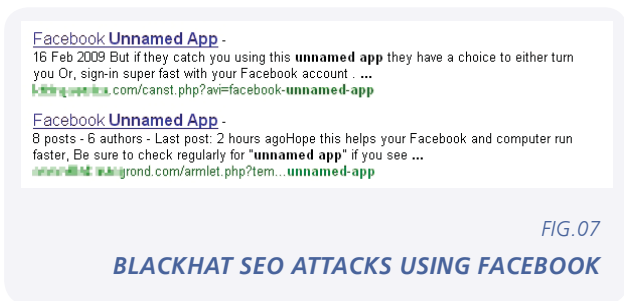 Facebook Unnamed App -
16 Feb 2009 But if they catch you using this unnamed app they have a choice to either turn
you Or, sign-in super fast with your Facebook account . ...
.com/canst.php?avi=facebook-unnamed-app
Facebook Unnamed App -
8 posts - 6 authors - Last post: 2 hours agoHope this helps your Facebook and computer run
faster, Be sure to check regularly for "unnamed app" if you see ...
grond.com/armlet.php?tem...unnamed-app
FIG.07
BLACKHAT SEO ATTACKS USING FACEBOOK